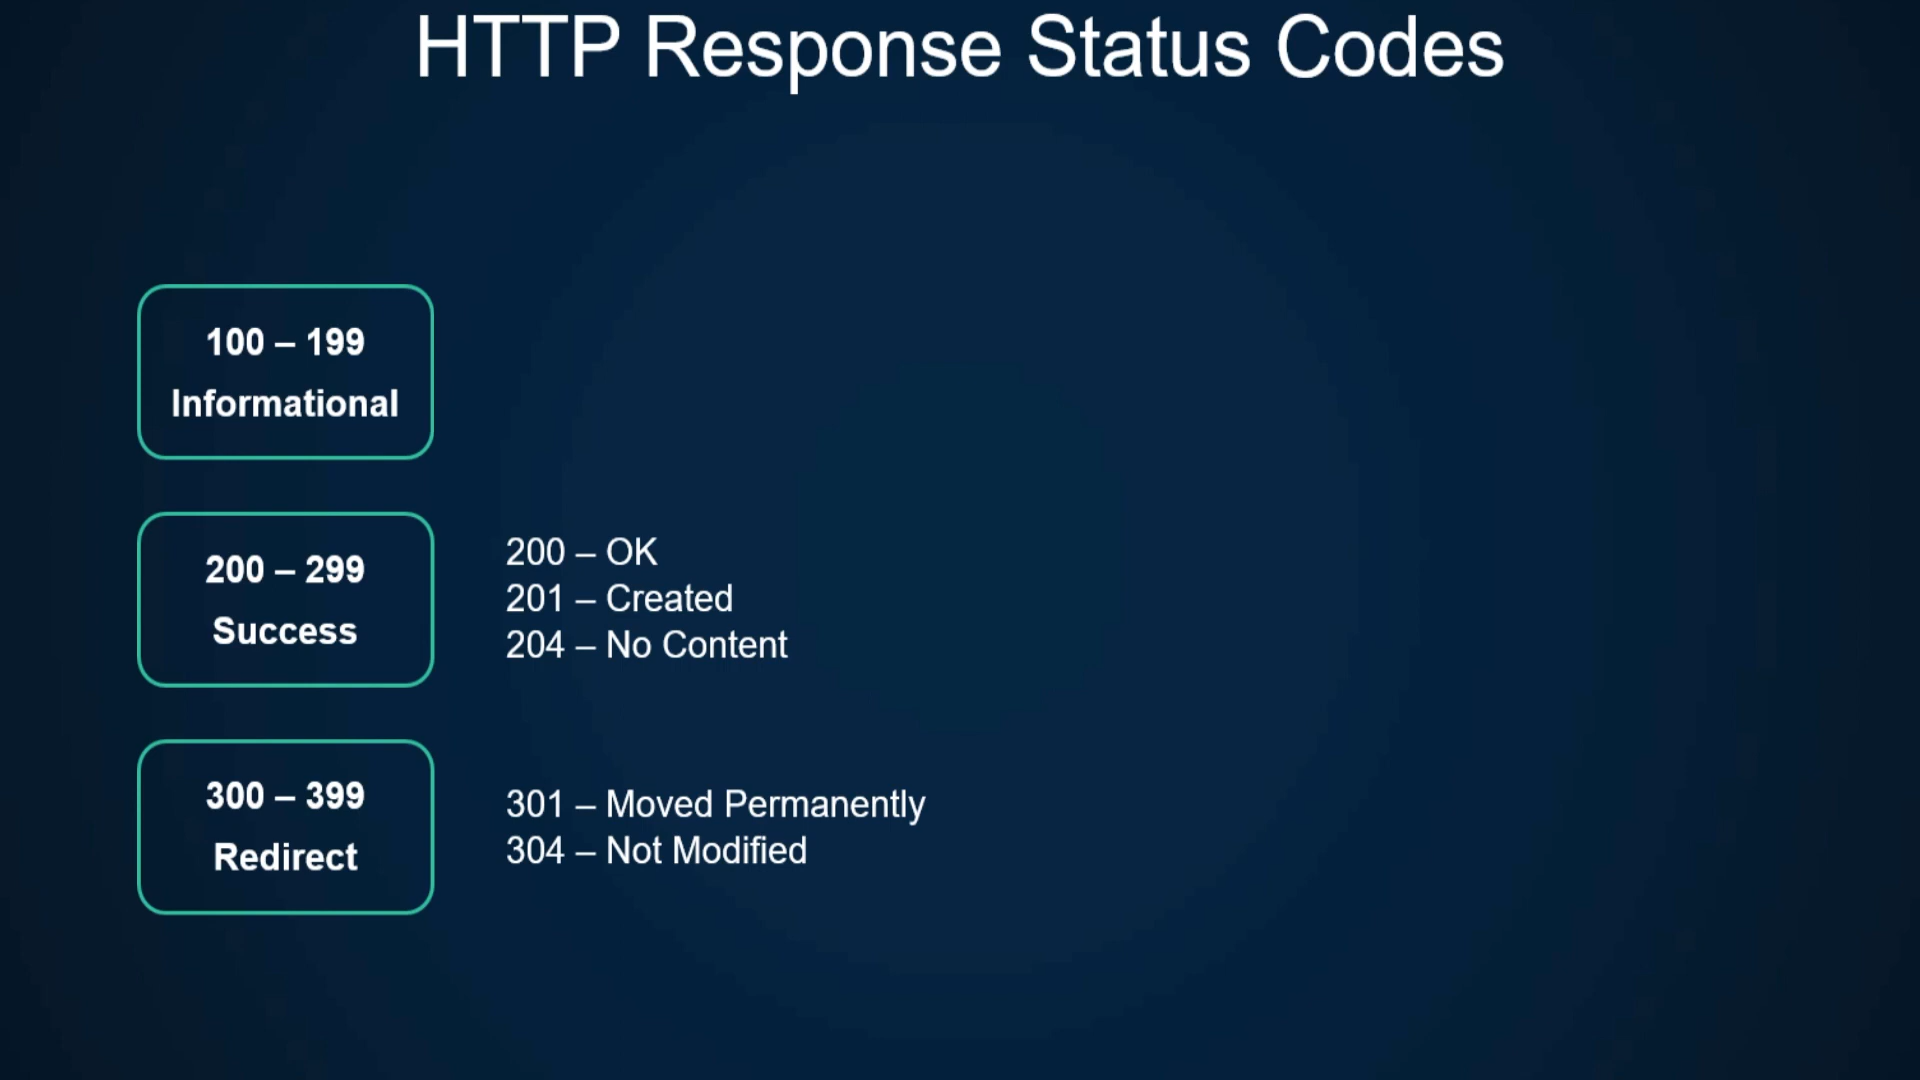 HTTP Response Status Codes
100 – 199
Informational
200 – 299
Success
200 – OK
201 – Created
204 – No Content
300 – 399
Redirect
301 – Moved Permanently
304 – Not Modified